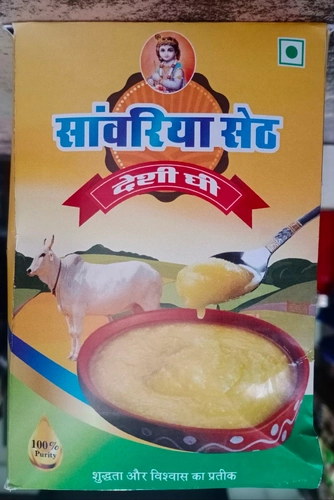 सांवरिया सेठ
देशी घी
100%
Purity
शुद्धता और विश्वास का प्रतीक